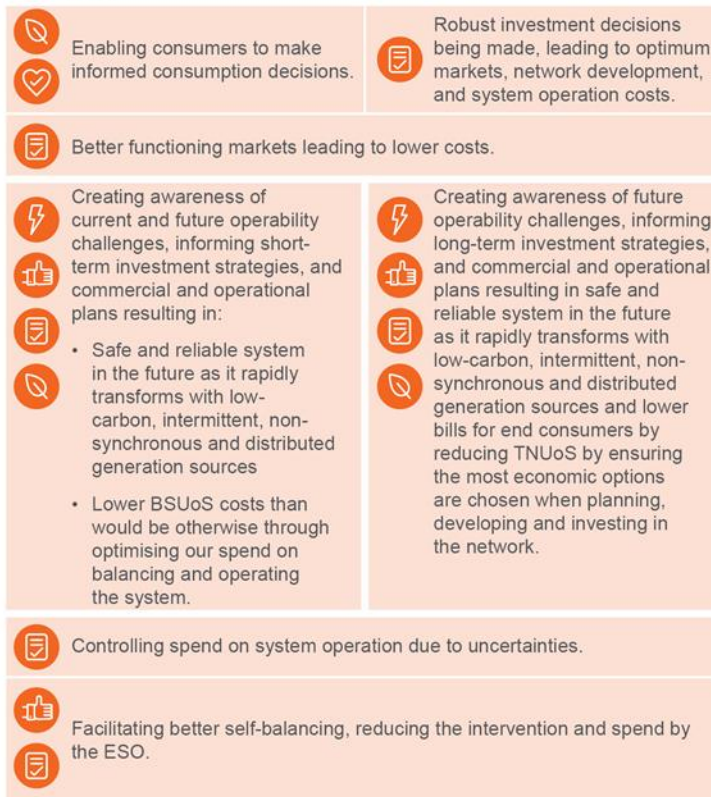 Enabling consumers to make
informed consumption decisions.
Robust investment decisions
being made, leading to optimum
markets, network development,
and system operation costs.
Better functioning markets leading to lower costs.
Creating awareness of
current and future operability
challenges, informing short-
term investment strategies, and
commercial and operational
plans resulting in:
• Safe and reliable system
in the future as it rapidly
transforms with low-
carbon, intermittent, non-
synchronous and distributed
generation sources
• Lower BSUoS costs than
would be otherwise through
optimising our spend on
balancing and operating
the system.
Creating awareness of future
operability challenges, informing
long-term investment strategies,
and commercial and operational
plans resulting in safe and
reliable system in the future
as it rapidly transforms with
low-carbon, intermittent, non-
synchronous and distributed
generation sources and lower
bills for end consumers by
reducing TNUoS by ensuring
the most economic options
are chosen when planning,
developing and investing in
the network.
Controlling spend on system operation due to uncertainties.
Facilitating better self-balancing, reducing the intervention and spend by
the ESO.